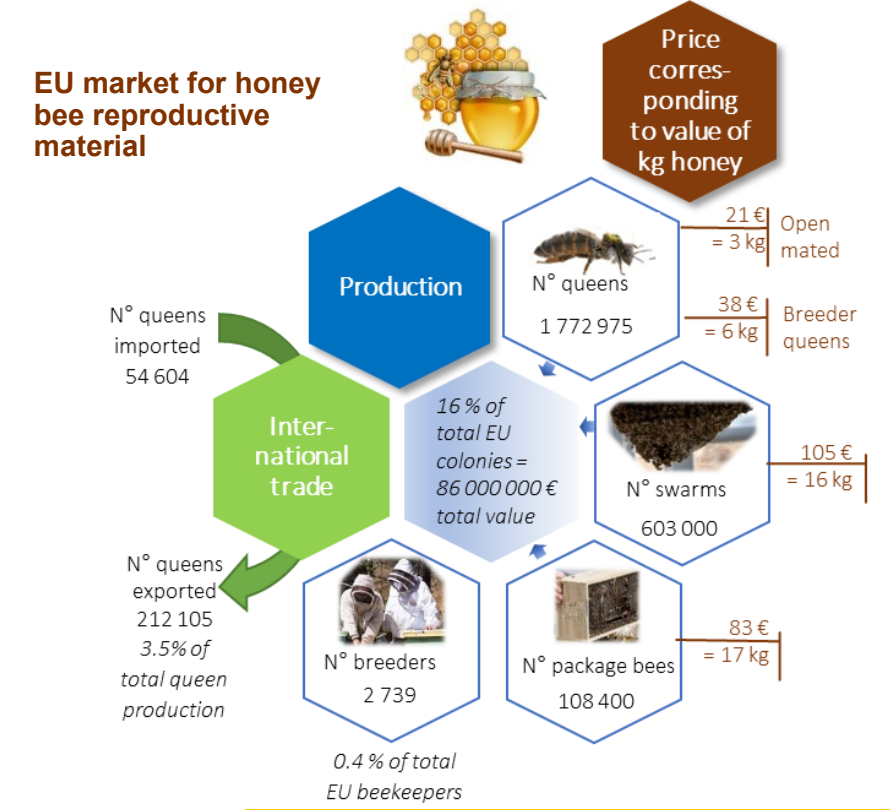 EU market for honey
bee reproductive
material
Price
corres-
ponding
to value of
kg honey
Production
N° queens
1 772 975
21 €
= 3 kg
Open
mated
38 €
= 6 kg
Breeder
queens
N° queens
imported
54 604
Inter-
national
trade
16 % of
total EU
colonies =
86 000 000 €
total value
N° swarms
603 000
105 €
= 16 kg
N° queens
exported
212 105
3.5% of
total queen
production
N° breeders
2 739
0.4 % of total
EU beekeepers
N° package bees
108 400
83 €
= 17 kg